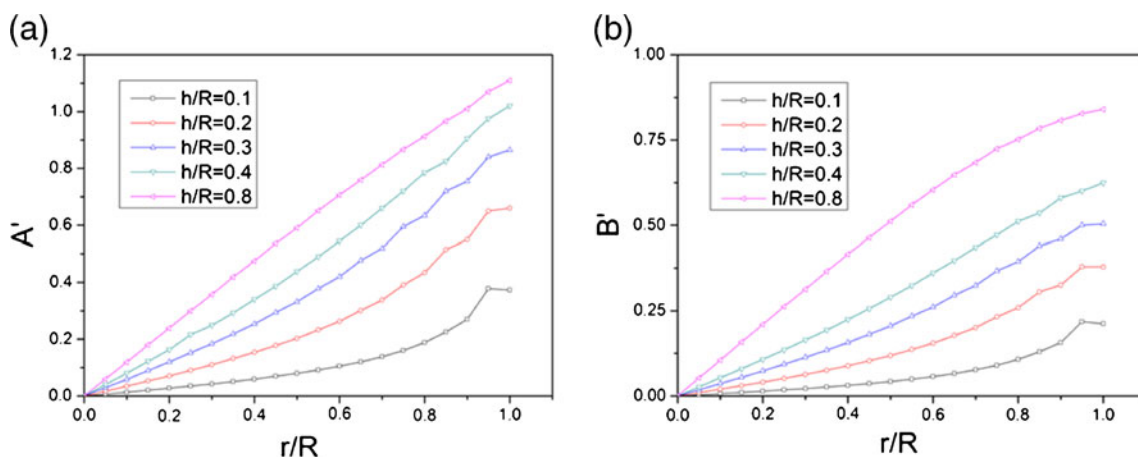 (a)
1.2
1.0
0.8
0.6
0.4
0.2
0.0
A'
h/R=0.1
h/R=0.2
h/R=0.3
h/R=0.4
h/R=0.8
0.0 0.2 0.4 0.6 0.8 1.0
r/R
(b)
1.00
0.75
0.50
0.25
0.00
B'
h/R=0.1
h/R=0.2
h/R=0.3
h/R=0.4
h/R=0.8
0.0 0.2 0.4 0.6 0.8 1.0
r/R